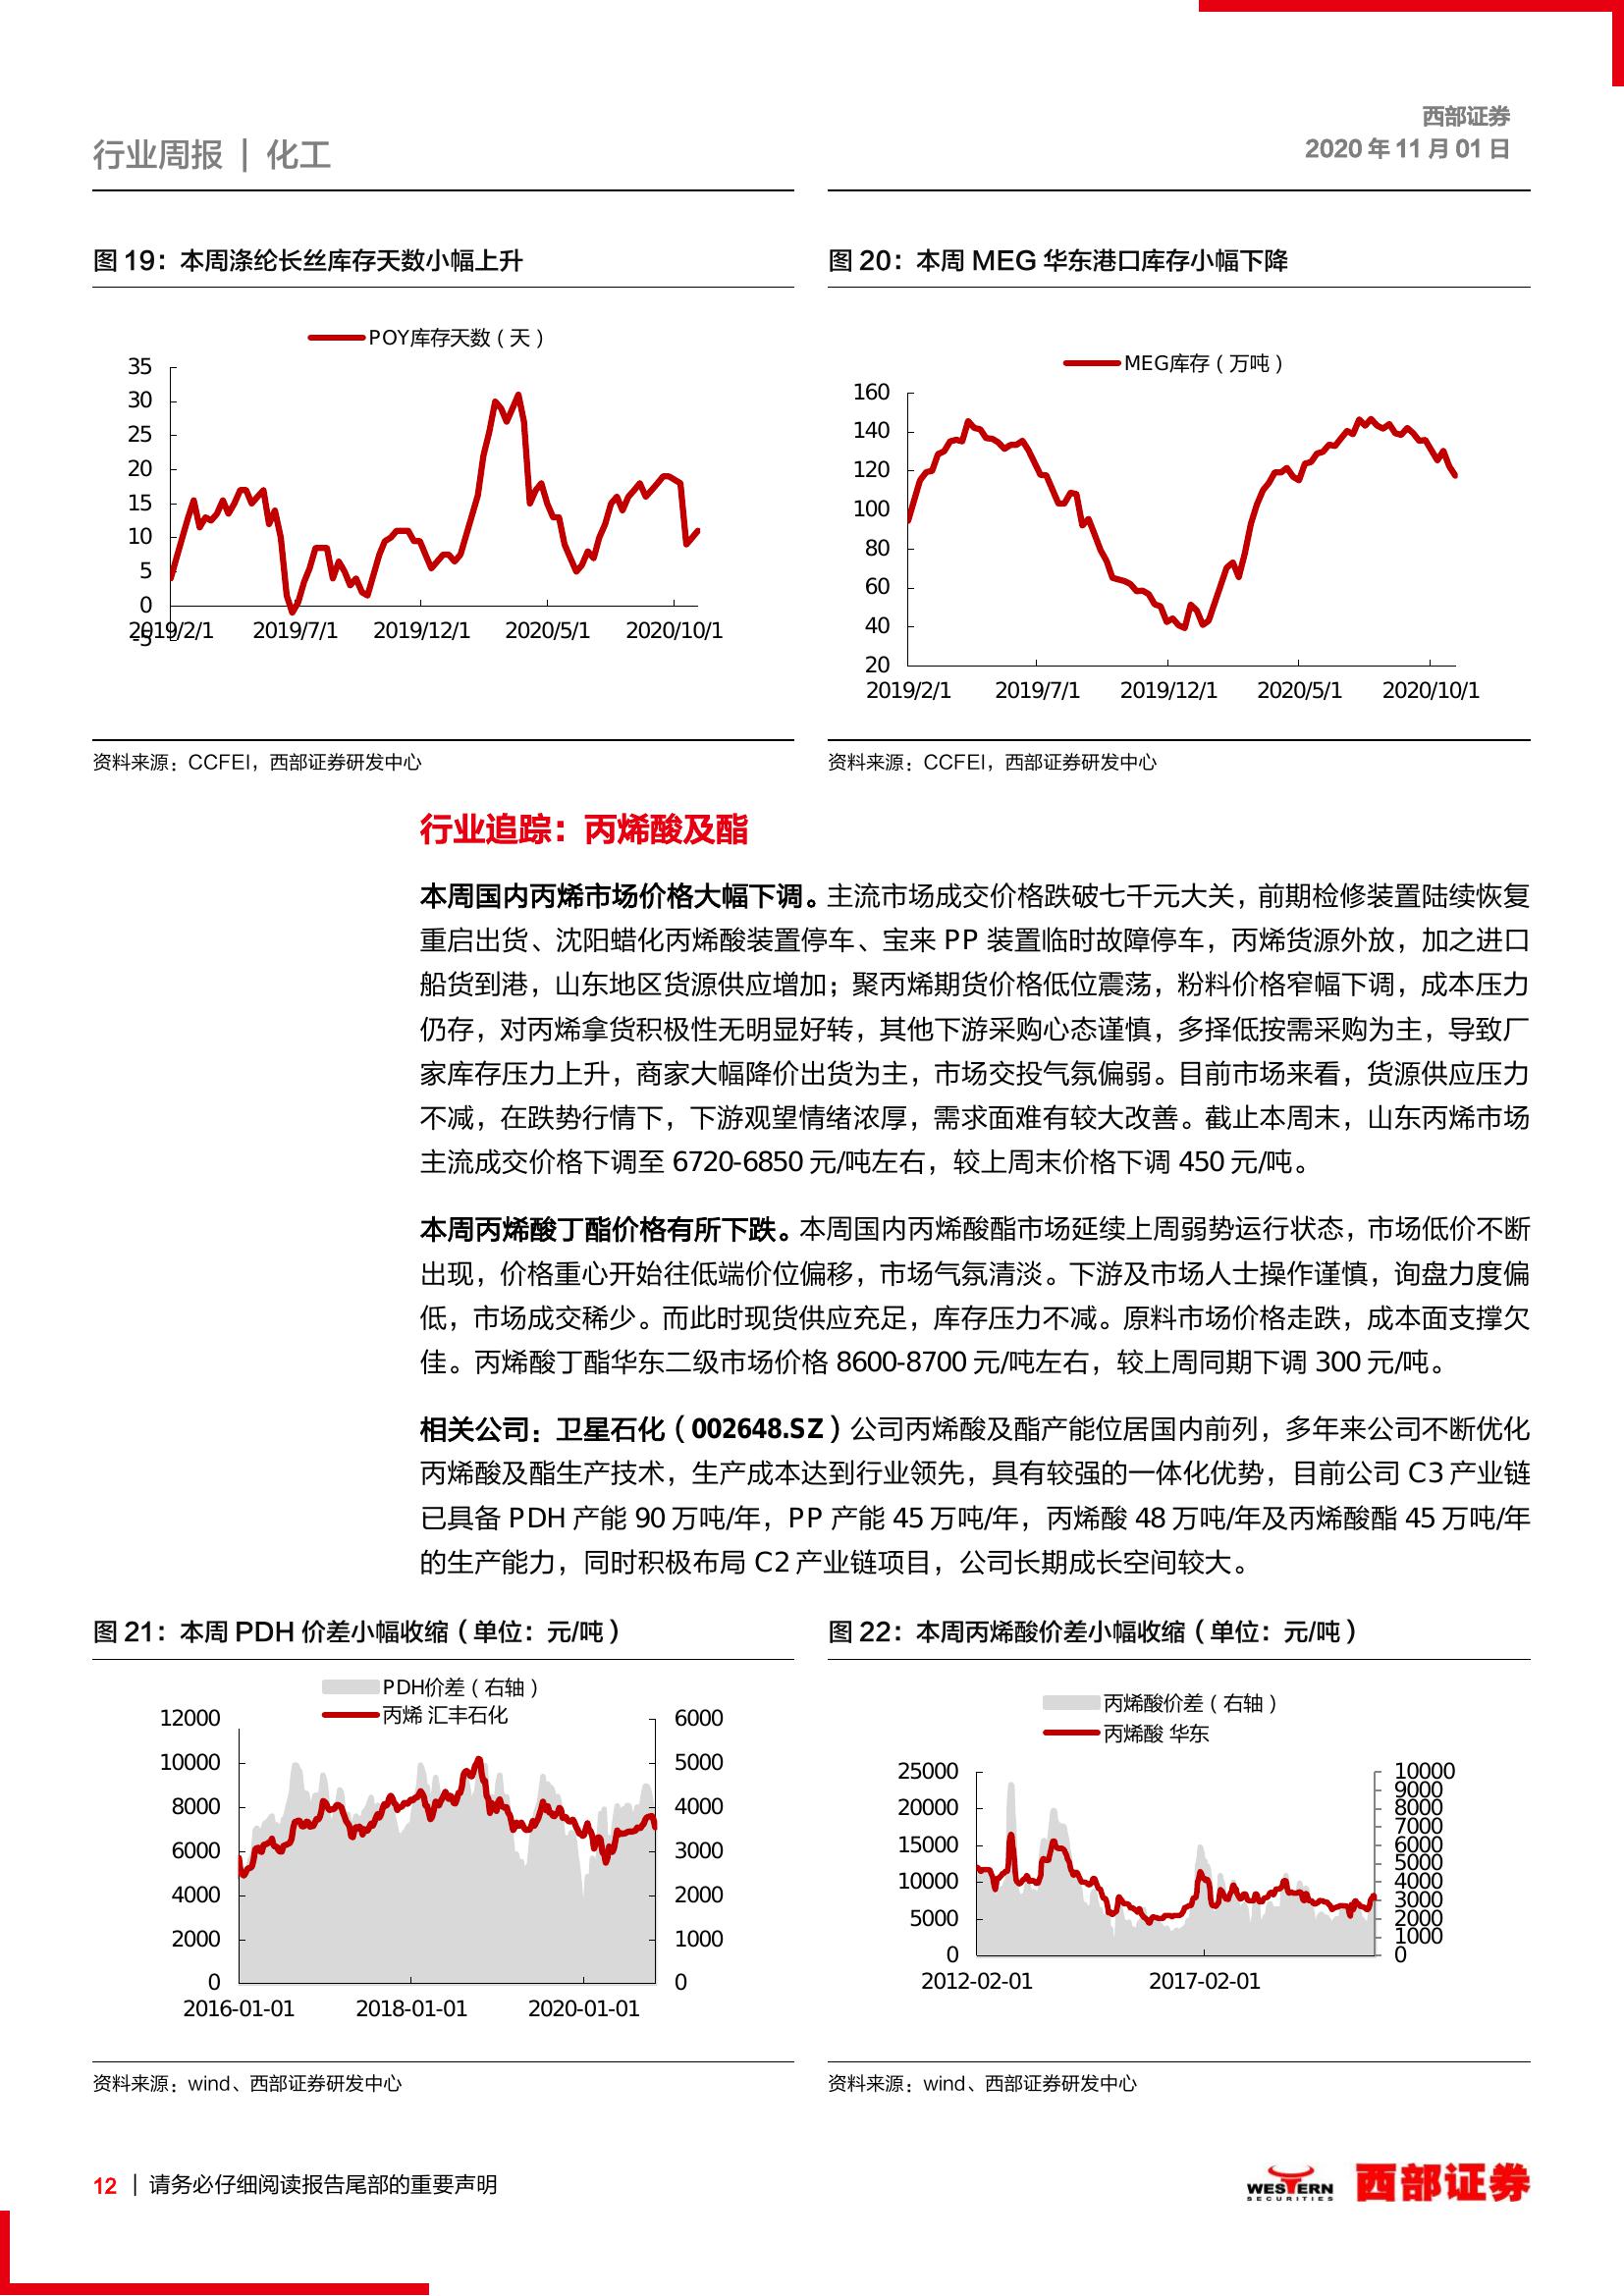 西部证券
行业周报 | 化工
2020 年 11 月 01 日
图 19：本周涤纶长丝库存天数小幅上升
图 20：本周 MEG 华东港口库存小幅下降
POY库存天数（天）
35
30
25
20
15
10
5
0
-5
2019/2/1 2019/7/1 2019/12/1 2020/5/1 2020/10/1
MEG库存（万吨）
160
140
120
100
80
60
40
20
2019/2/1 2019/7/1 2019/12/1 2020/5/1 2020/10/1
资料来源：CCFEI，西部证券研发中心
资料来源：CCFEI，西部证券研发中心
行业追踪：丙烯酸及酯
本周国内丙烯市场价格大幅下调。主流市场成交价格跌破七千元大关，前期检修装置陆续恢复
重启出货、沈阳蜡化丙烯酸装置停车、宝来 PP 装置临时故障停车，丙烯货源外放，加之进口
船货到港，山东地区货源供应增加；聚丙烯期货价格低位震荡，粉料价格窄幅下调，成本压力
仍存，对丙烯拿货积极性无明显好转，其他下游采购心态谨慎，多择低按需采购为主，导致厂
家库存压力上升，商家大幅降价出货为主，市场交投气氛偏弱。目前市场来看，货源供应压力
不减，在跌势行情下，下游观望情绪浓厚，需求面难有较大改善。截止本周末，山东丙烯市场
主流成交价格下调至 6720-6850 元/吨左右，较上周末价格下调 450 元/吨。
本周丙烯酸丁酯价格有所下跌。本周国内丙烯酸酯市场延续上周弱势运行状态，市场低价不断
出现，价格重心开始往低端价位偏移，市场气氛清淡。下游及市场人士操作谨慎，询盘力度偏
低，市场成交稀少。而此时现货供应充足，库存压力不减。原料市场价格走跌，成本面支撑欠
佳。丙烯酸丁酯华东二级市场价格 8600-8700 元/吨左右，较上周同期下调 300 元/吨。
相关公司：卫星石化（002648.SZ）公司丙烯酸及酯产能位居国内前列，多年来公司不断优化
丙烯酸及酯生产技术，生产成本达到行业领先，具有较强的一体化优势，目前公司 C3 产业链
已具备 PDH 产能 90 万吨/年，PP 产能 45 万吨/年，丙烯酸 48 万吨/年及丙烯酸酯 45 万吨/年
的生产能力，同时积极布局 C2 产业链项目，公司长期成长空间较大。
图 21：本周 PDH 价差小幅收缩（单位：元/吨）
图 22：本周丙烯酸价差小幅收缩（单位：元/吨）
PDH价差（右轴）
丙烯 汇丰石化
12000
10000
8000
6000
4000
2000
0
6000
5000
4000
3000
2000
1000
0
2016-01-01 2018-01-01 2020-01-01
丙烯酸价差（右轴）
丙烯酸 华东
25000
20000
15000
10000
5000
0
10000
9000
8000
7000
6000
5000
4000
3000
2000
1000
0
2012-02-01 2017-02-01
资料来源：wind、西部证券研发中心
资料来源：wind、西部证券研发中心
12 | 请务必仔细阅读报告尾部的重要声明
WESTERN
SECURITIES
西部证券